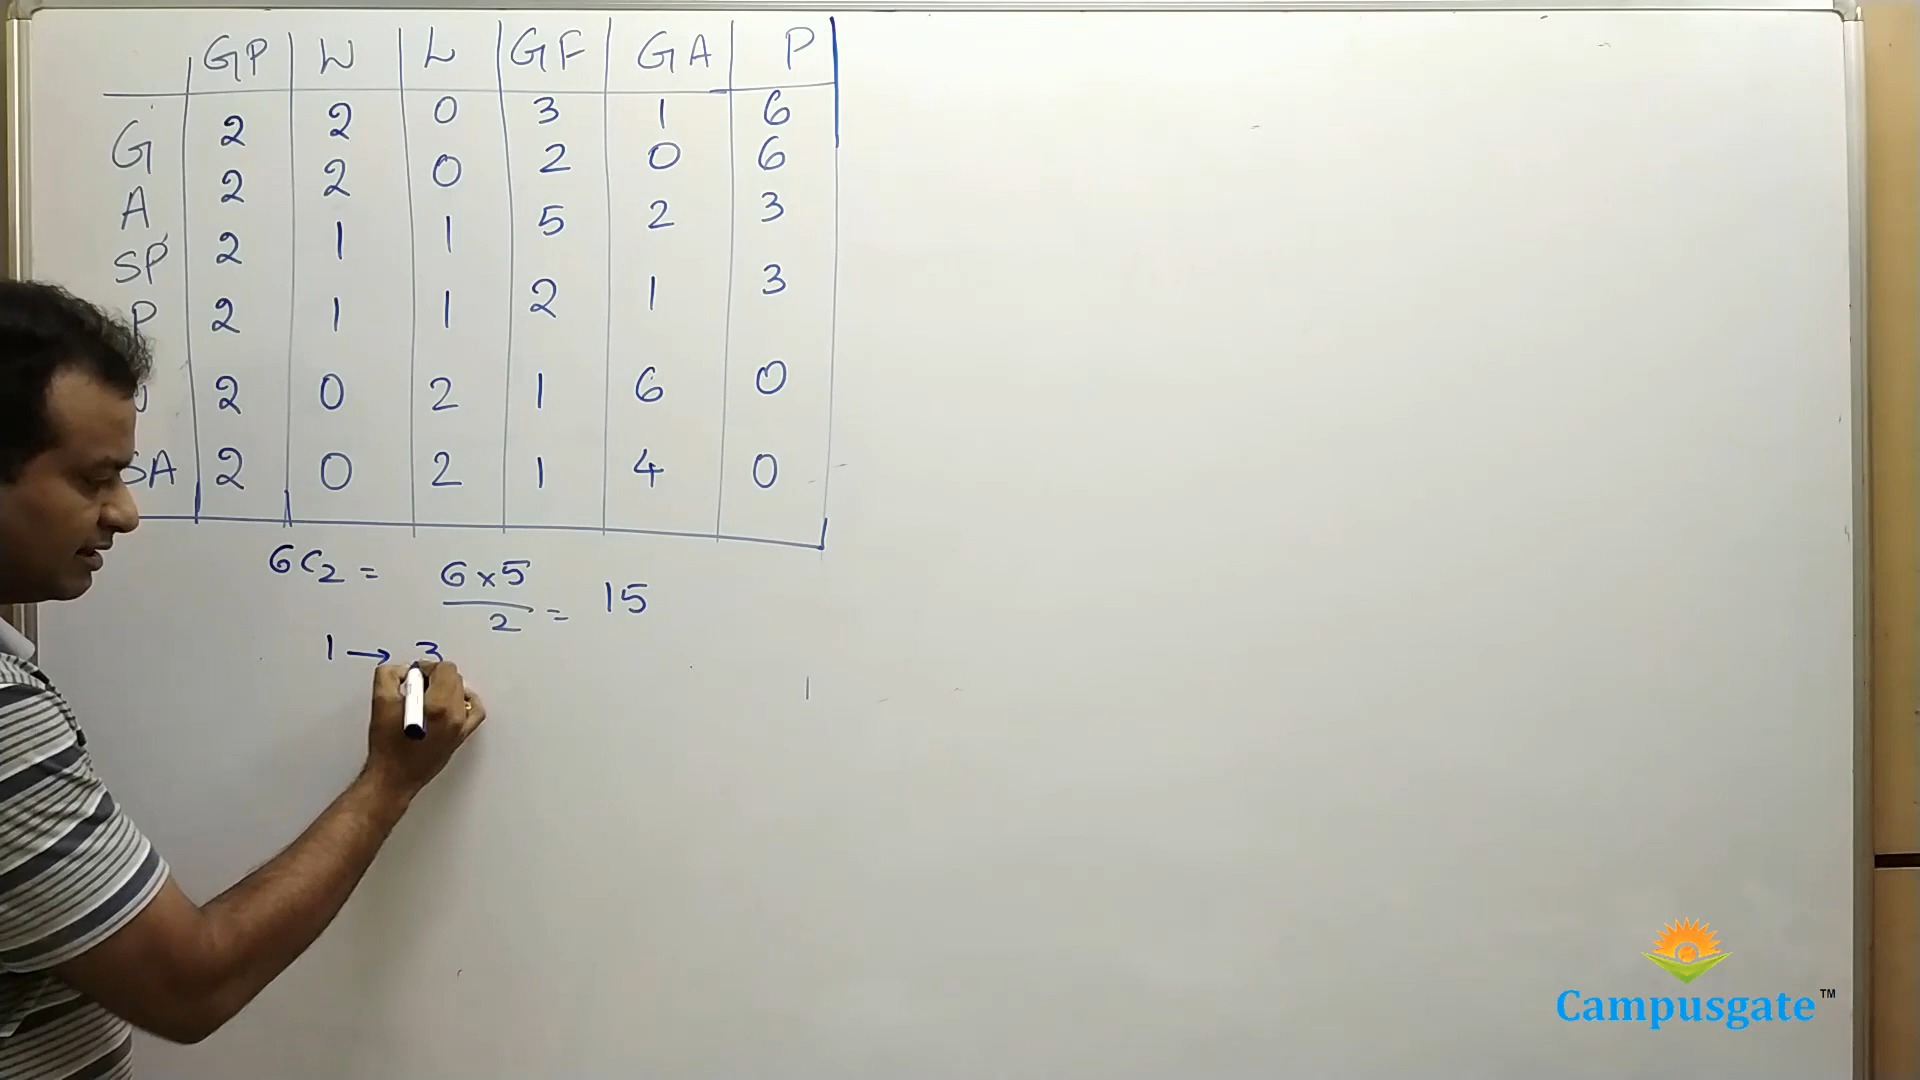 GP W L GF GA P
G 2 2 0 3 1 6
A 2 2 0 2 0 6
SP 2 1 1 5 2 3
P 2 1 1 2 1 3
2 0 2 1 6 0
SA 2 0 2 1 4 0
6C2 = 6x5/2 = 15
1 → 3
Campusgate™